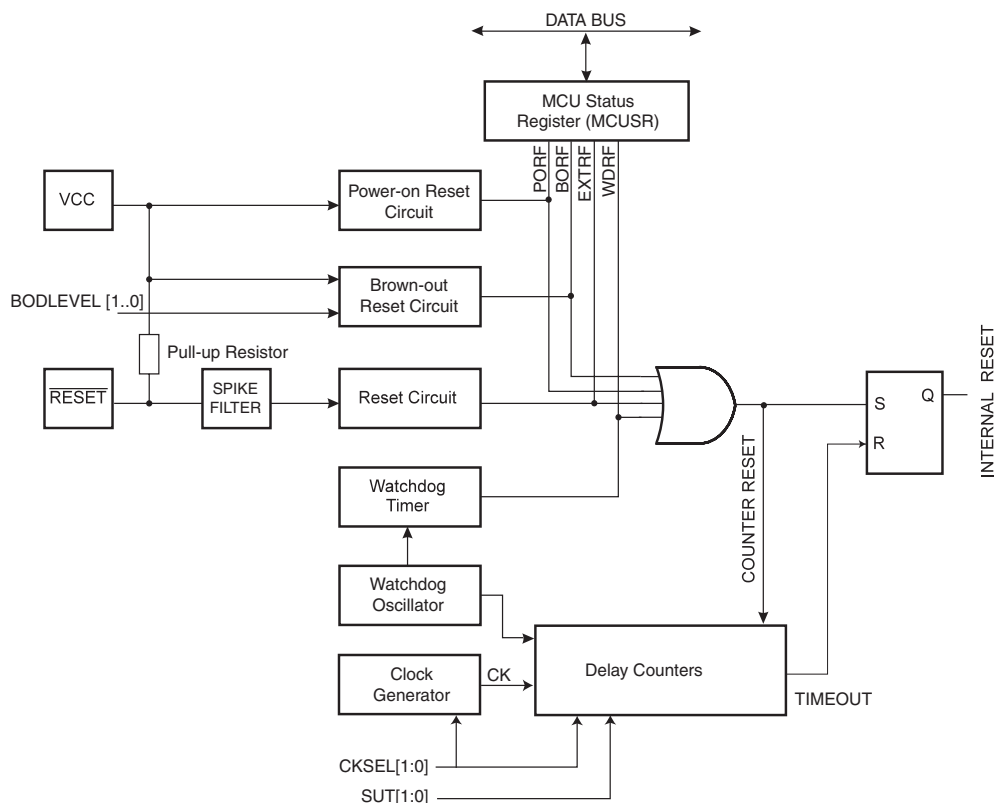 DATA BUS
MCU Status
Register (MCUSR)
PORF
BORF
EXTRF
WDRF
VCC
Power-on Reset
Circuit
BODLEVEL [1..0]
Brown-out
Reset Circuit
Pull-up Resistor
RESET
SPIKE
FILTER
Reset Circuit
S
Q
R
INTERNAL RESET
COUNTER RESET
Watchdog
Timer
Watchdog
Oscillator
Clock
Generator
CK
Delay Counters
TIMEOUT
CKSEL[1:0]
SUT[1:0]